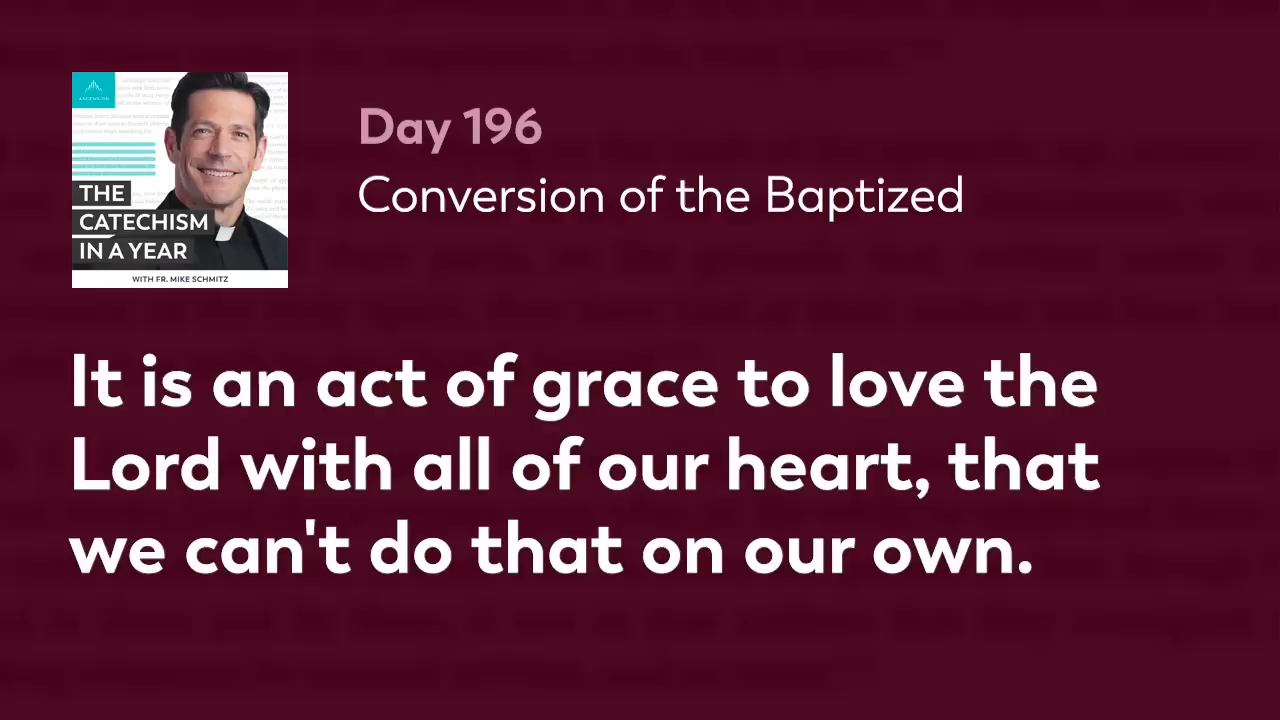 ASCENSION
THE
CATECHISM
IN A YEAR
WITH FR. MIKE SCHMITZ
Day 196
Conversion of the Baptized
It is an act of grace to love the
Lord with all of our heart, that
we can't do that on our own.